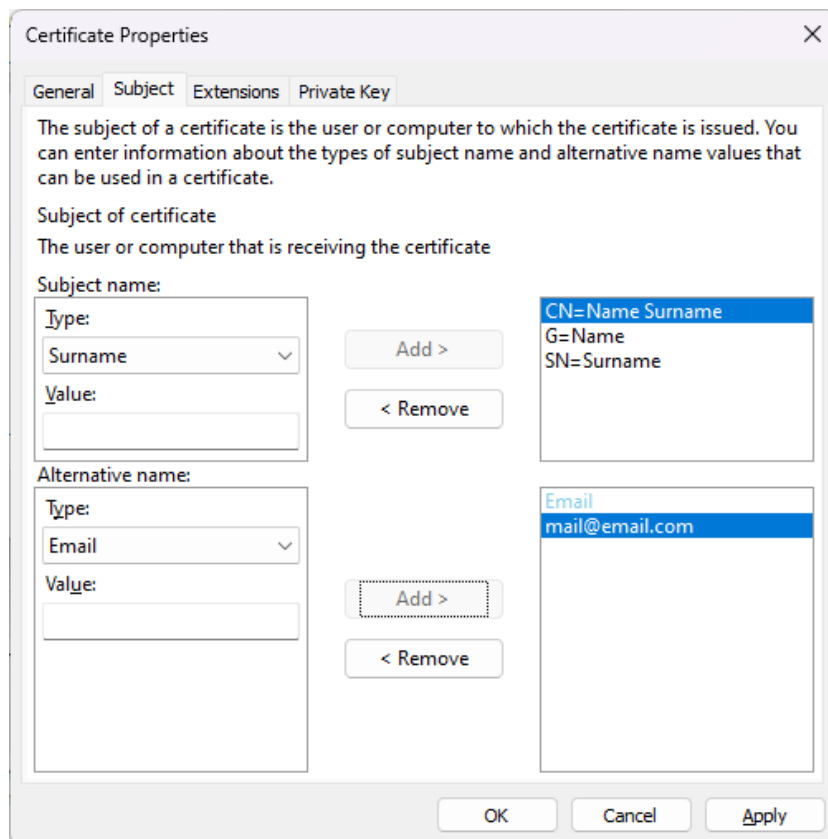 Certificate Properties
General Subject Extensions Private Key
The subject of a certificate is the user or computer to which the certificate is issued. You
can enter information about the types of subject name and alternative name values that
can be used in a certificate.
Subject of certificate
The user or computer that is receiving the certificate
Subject name:
Type:
Surname
Value:
Add >
< Remove
CN=Name Surname
G=Name
SN=Surname
Alternative name:
Type:
Email
Value:
Add >
< Remove
Email
mail@email.com
OK Cancel Apply